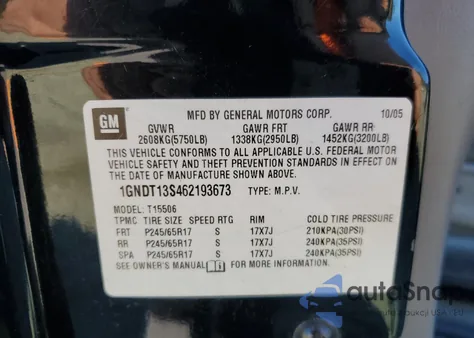 GM
MFD BY GENERAL MOTORS CORP. 10/05
GVWR GAWR FRT GAWR RR
2608KG(5750LB) 1338KG(2950LB) 1452KG(3200LB)
THIS VEHICLE CONFORMS TO ALL APPLICABLE U.S. FEDERAL MOTOR
VEHICLE SAFETY AND THEFT PREVENTION STANDARDS IN EFFECT ON THE
DATE OF MANUFACTURE SHOWN ABOVE.
1GNDT13S462193673 TYPE: M.P.V.
MODEL: T15506
TPMC TIRE SIZE SPEED RTG RIM COLD TIRE PRESSURE
FRT P245/65R17 S 17X7J 210KPA(30PSI)
RR P245/65R17 S 17X7J 240KPA(35PSI)
SPA P245/65R17 S 17X7J 240KPA(35PSI)
SEE OWNER'S MANUAL FOR MORE INFORMATION.
autoSnap